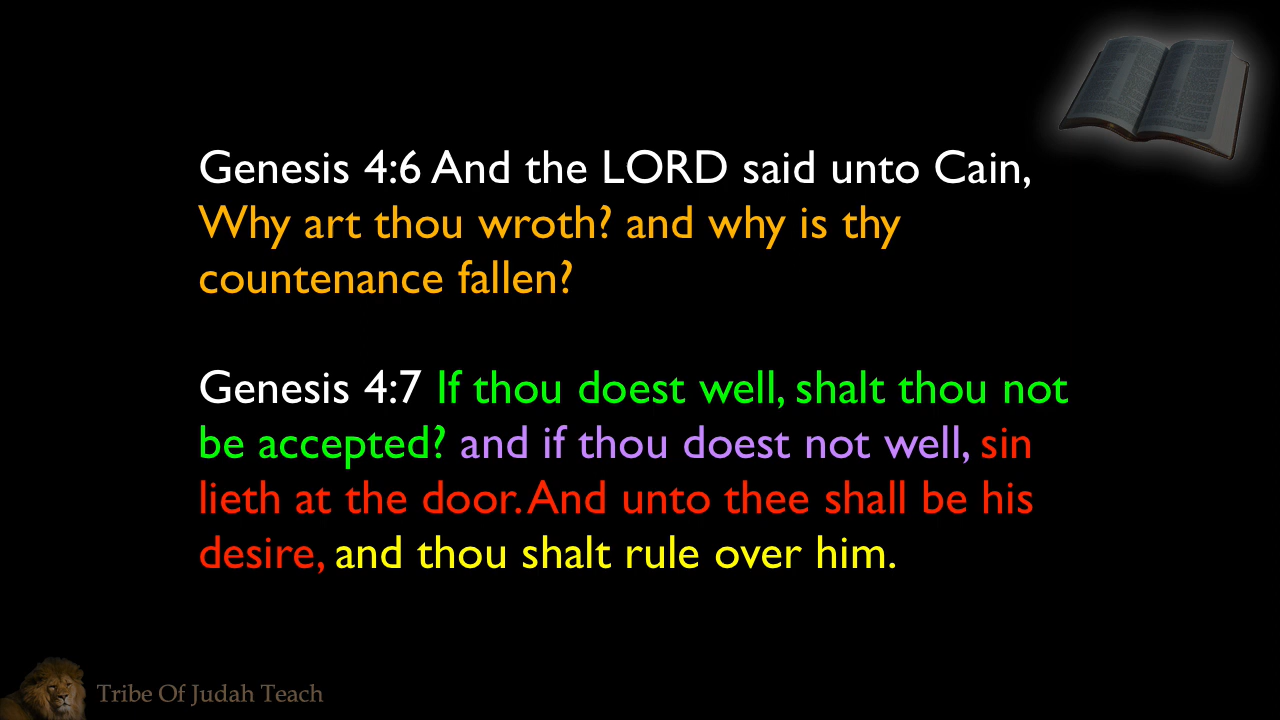 Genesis 4:6 And the LORD said unto Cain,
Why art thou wroth? and why is thy
countenance fallen?
Genesis 4:7 If thou doest well, shalt thou not
be accepted? and if thou doest not well, sin
lieth at the door. And unto thee shall be his
desire, and thou shalt rule over him.
Tribe Of Judah Teach